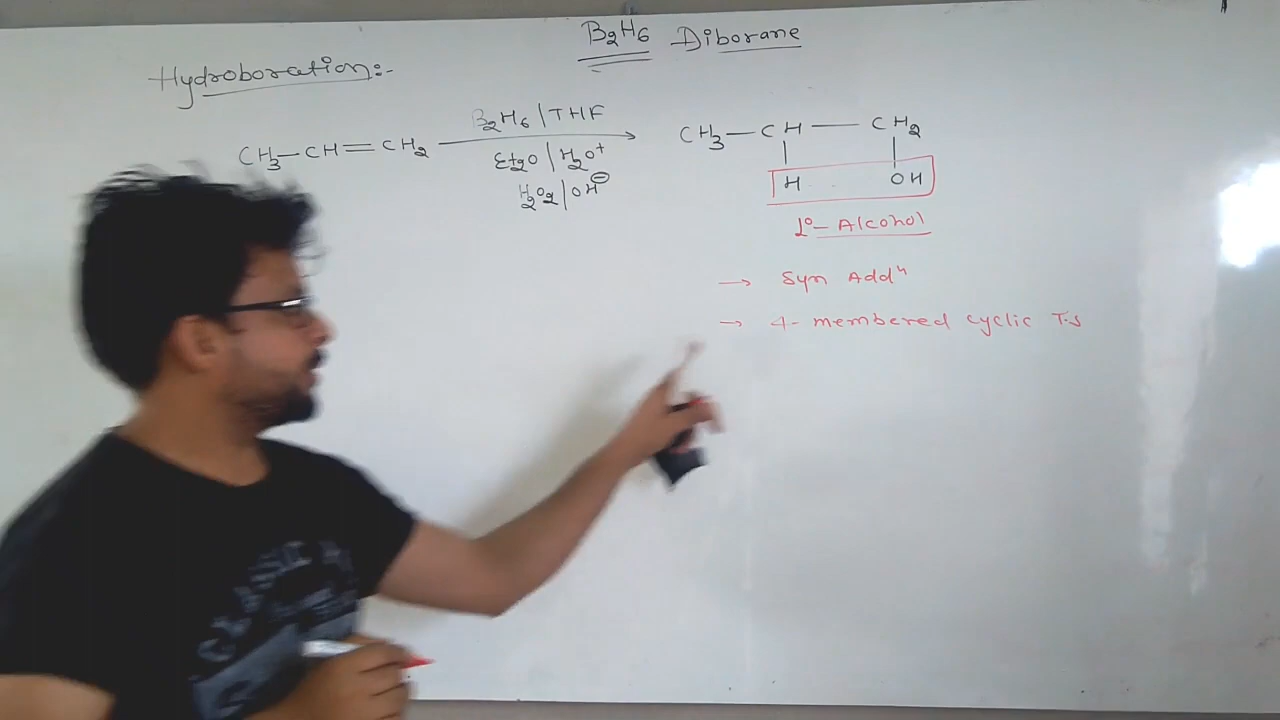 B₂H₆ Diborane
Hydroboration:-
CH₃—CH=CH₂
B₂H₆ | THF
Et₂O | H₂O⁺
H₂O₂ | OH⊖
CH₃—CH—CH₂
H OH
1°- Alcohol
→ Syn Addⁿ
→ 4- membered cyclic T.S